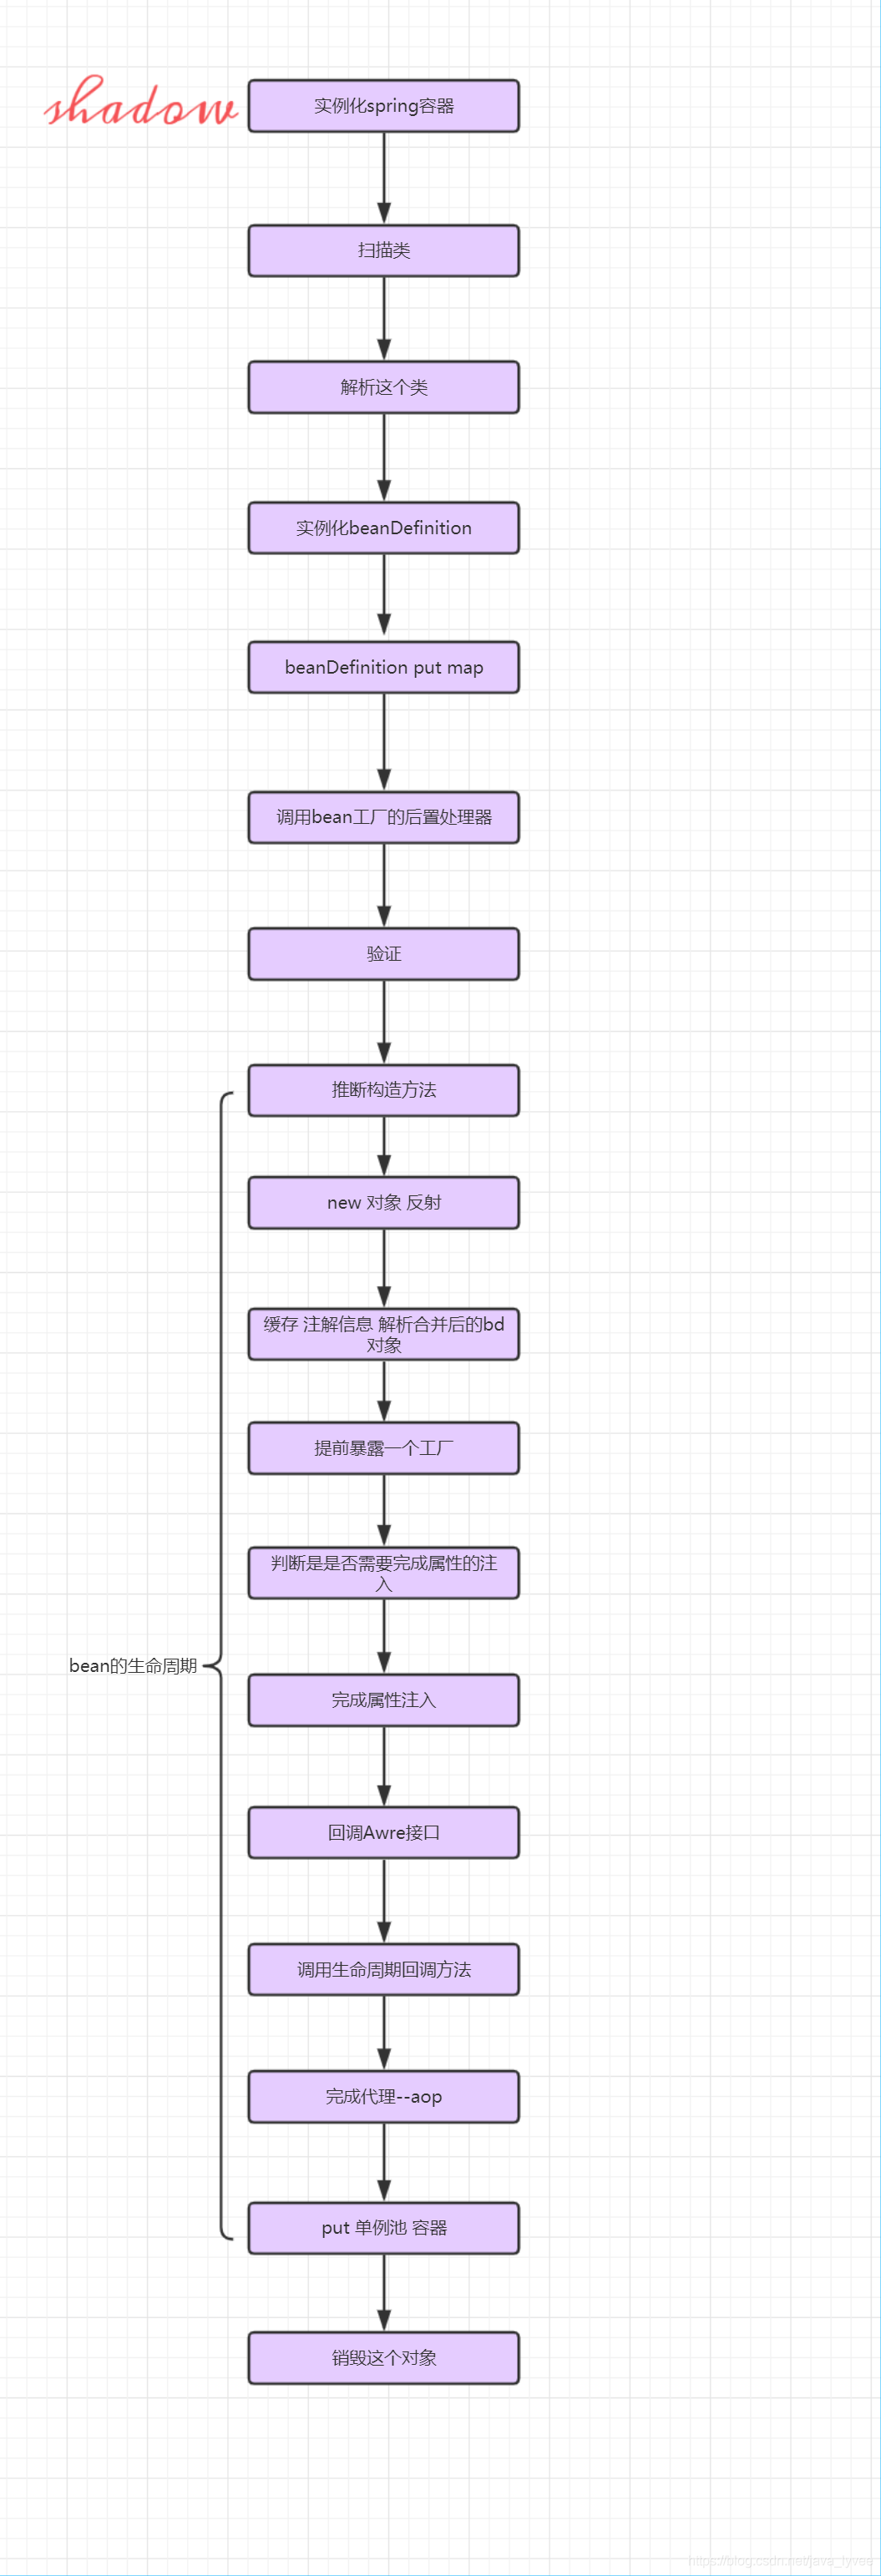 shadow
实例化spring容器
扫描类
解析这个类
实例化beanDefinition
beanDefinition put map
调用bean工厂的后置处理器
验证
推断构造方法
new 对象 反射
缓存 注解信息 解析合并后的bd
对象
提前暴露一个工厂
判断是是否需要完成属性的注
入
bean的生命周期
完成属性注入
回调Awre接口
调用生命周期回调方法
完成代理--aop
put 单例池 容器
销毁这个对象
https://blog.csdn.net/java_lyvee